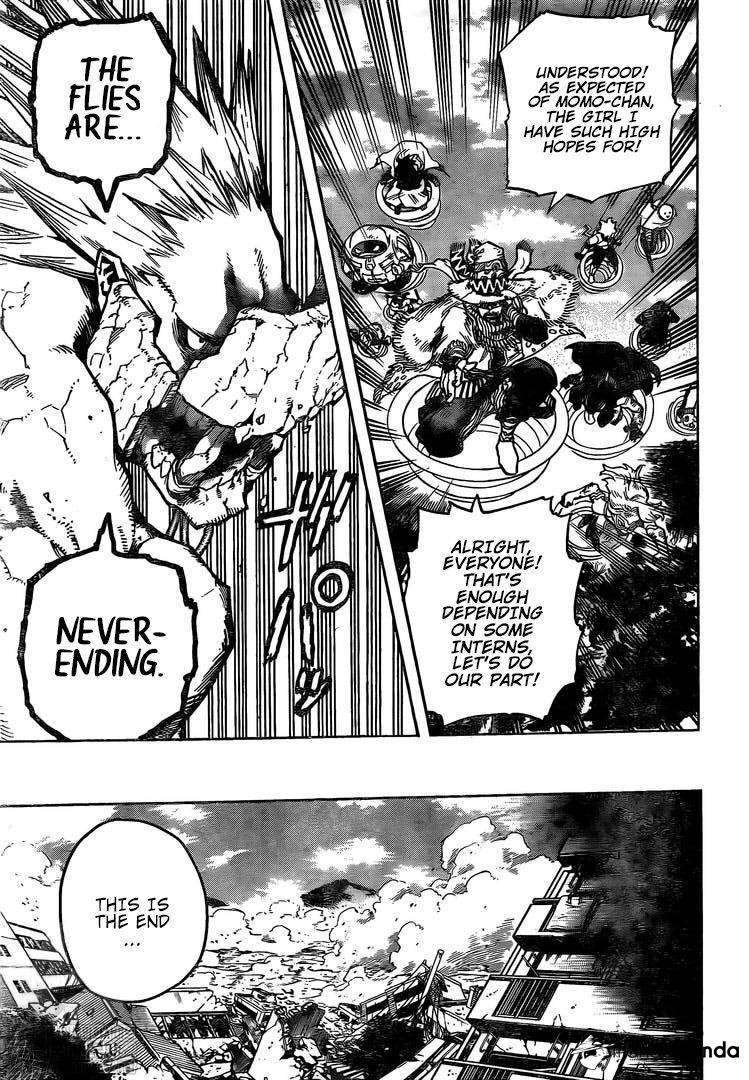 UNDERSTOOD!
AS EXPECTED
OF MOMO-CHAN,
THE GIRL I
HAVE SUCH HIGH
HOPES FOR!
ALRIGHT,
EVERYONE!
THAT'S
ENOUGH
DEPENDING
ON SOME
INTERNS,
LET'S DO
OUR PART!
THE
FLIES
ARE...
NEVER-
ENDING.
THIS IS
THE END
...